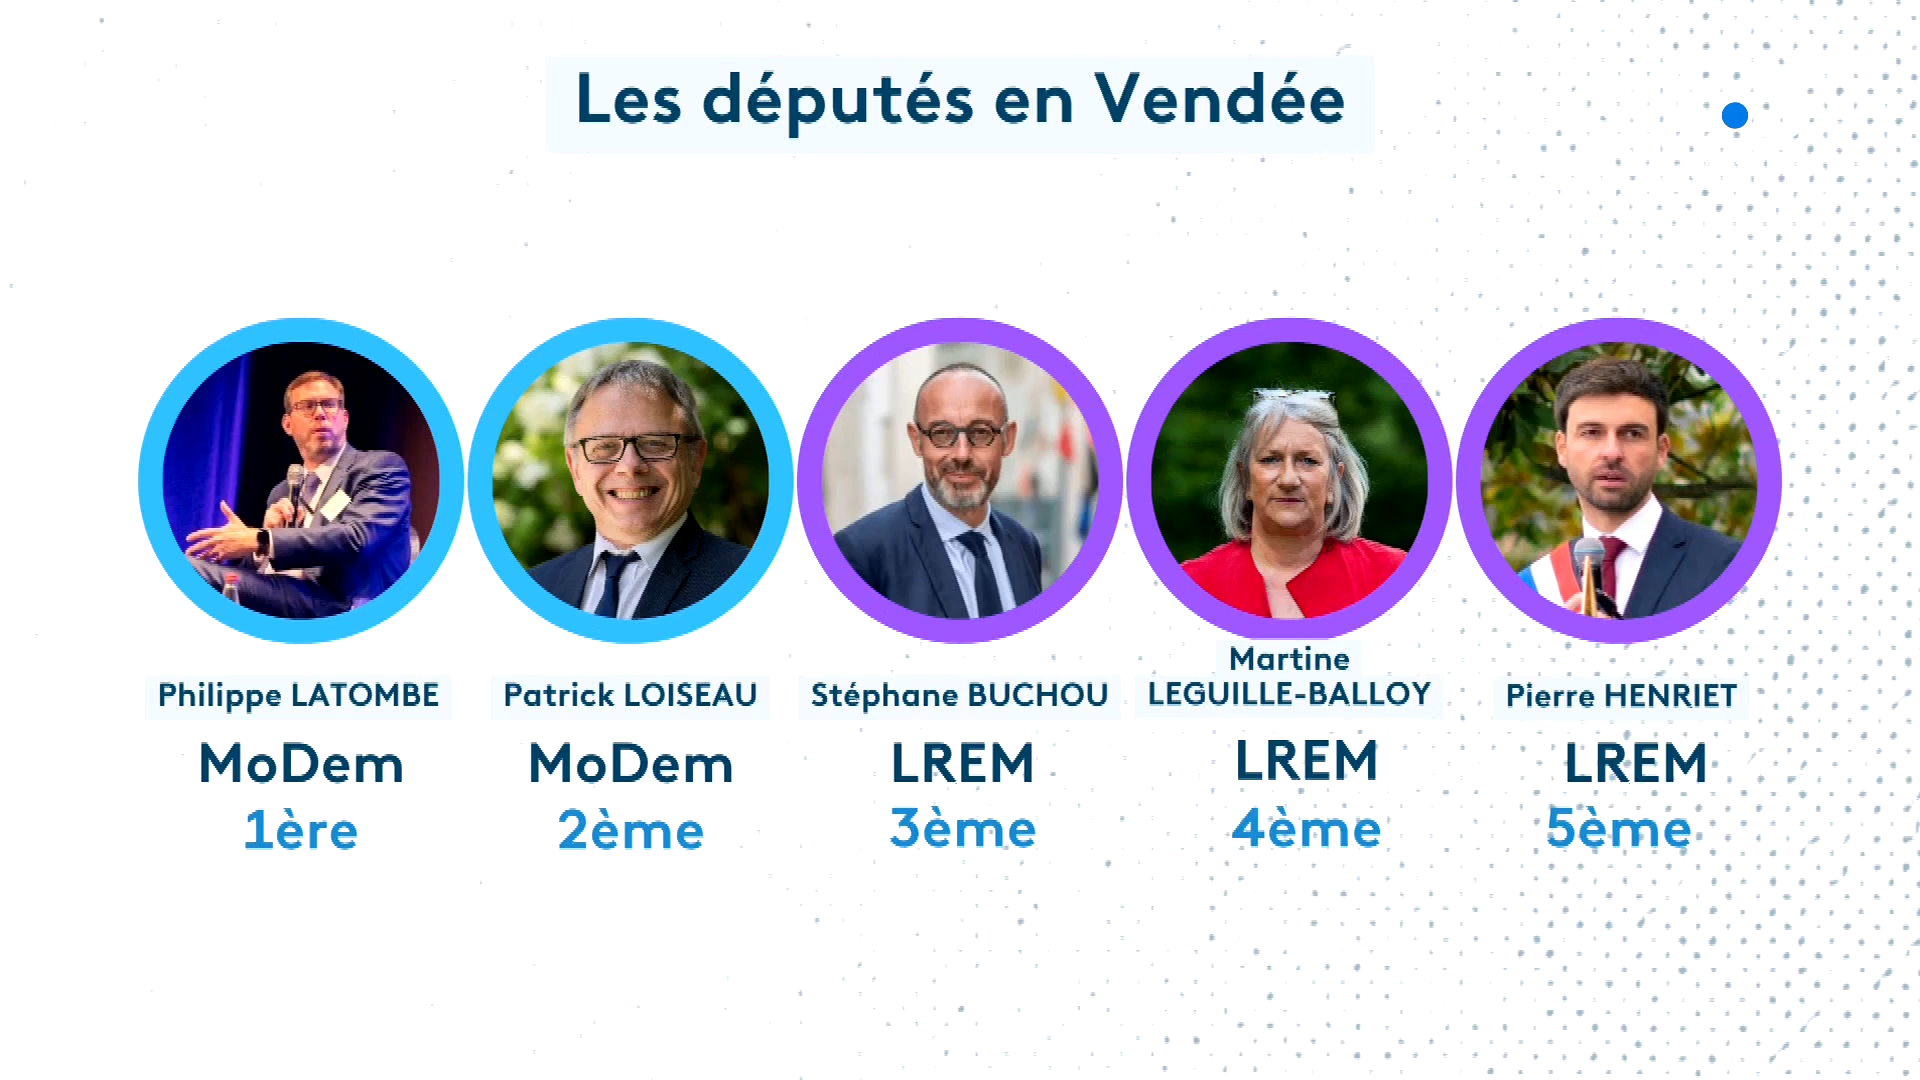 Les députés en Vendée
Philippe LATOMBE
MoDem
1ère
Patrick LOISEAU
MoDem
2ème
Stéphane BUCHOU
LREM
3ème
Martine
LEGUILLE-BALLOY
LREM
4ème
Pierre HENRIET
LREM
5ème